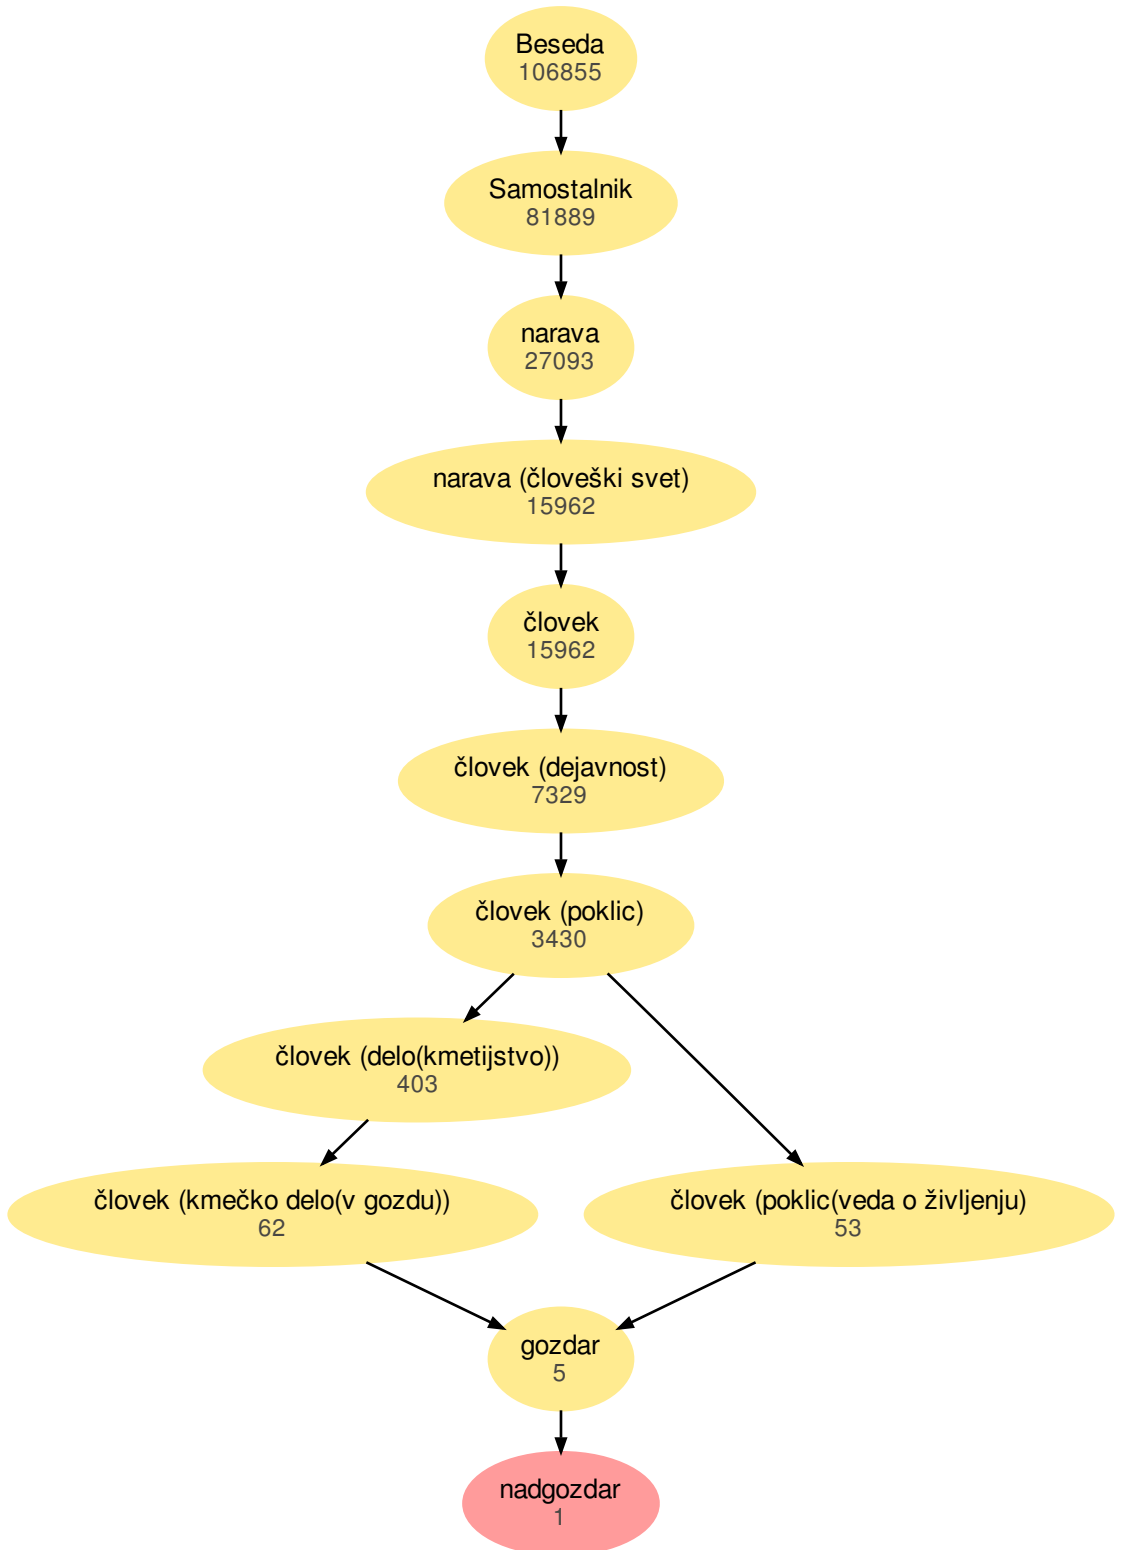 Beseda
106855
Samostalnik
81889
narava
27093
narava (človeški svet)
15962
človek
15962
človek (dejavnost)
7329
človek (poklic)
3430
človek (delo(kmetijstvo))
403
človek (kmečko delo(v gozdu))
62
človek (poklic(veda o življenju)
53
gozdar
5
nadgozdar
1